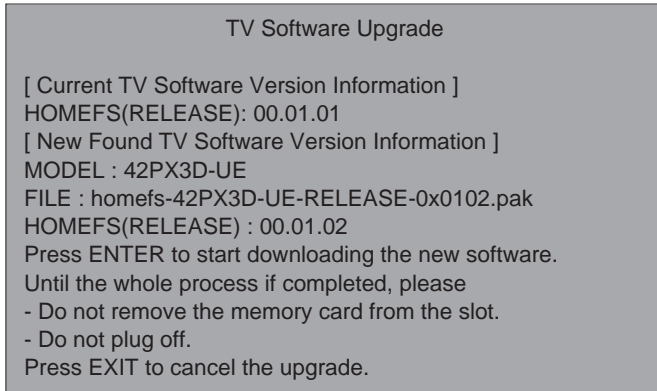 TV Software Upgrade
[ Current TV Software Version Information ]
HOMEFS(RELEASE): 00.01.01
[ New Found TV Software Version Information ]
MODEL : 42PX3D-UE
FILE : homefs-42PX3D-UE-RELEASE-0x0102.pak
HOMEFS(RELEASE) : 00.01.02
Press ENTER to start downloading the new software.
Until the whole process if completed, please
- Do not remove the memory card from the slot.
- Do not plug off.
Press EXIT to cancel the upgrade.